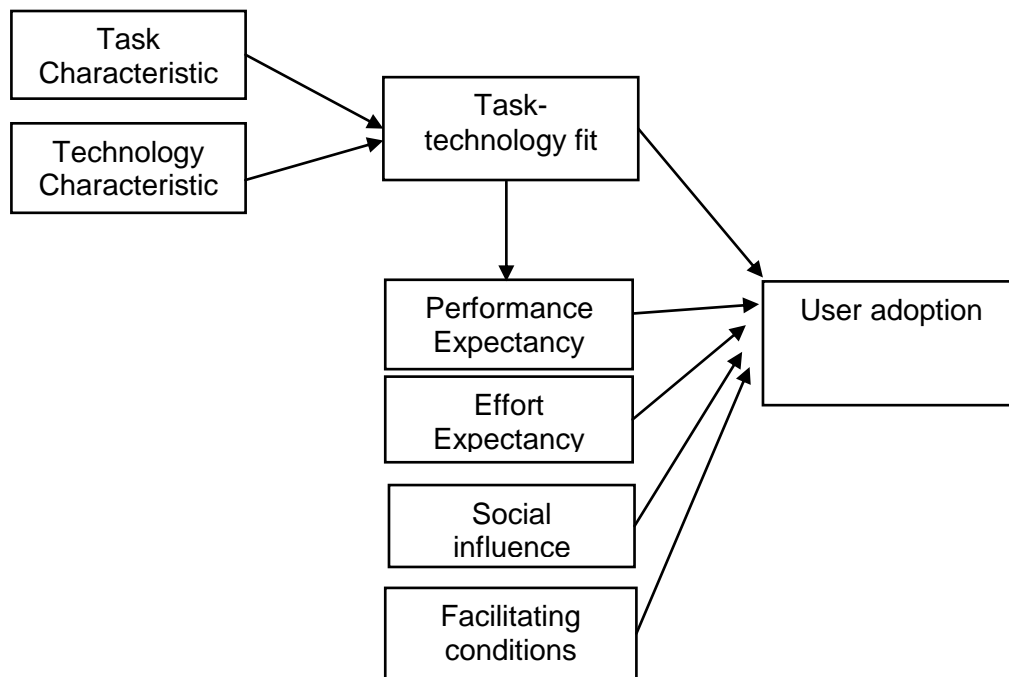 Task
Characteristic
Technology
Characteristic
Task-
technology fit
Performance
Expectancy
Effort
Expectancy
Social
influence
Facilitating
conditions
User adoption